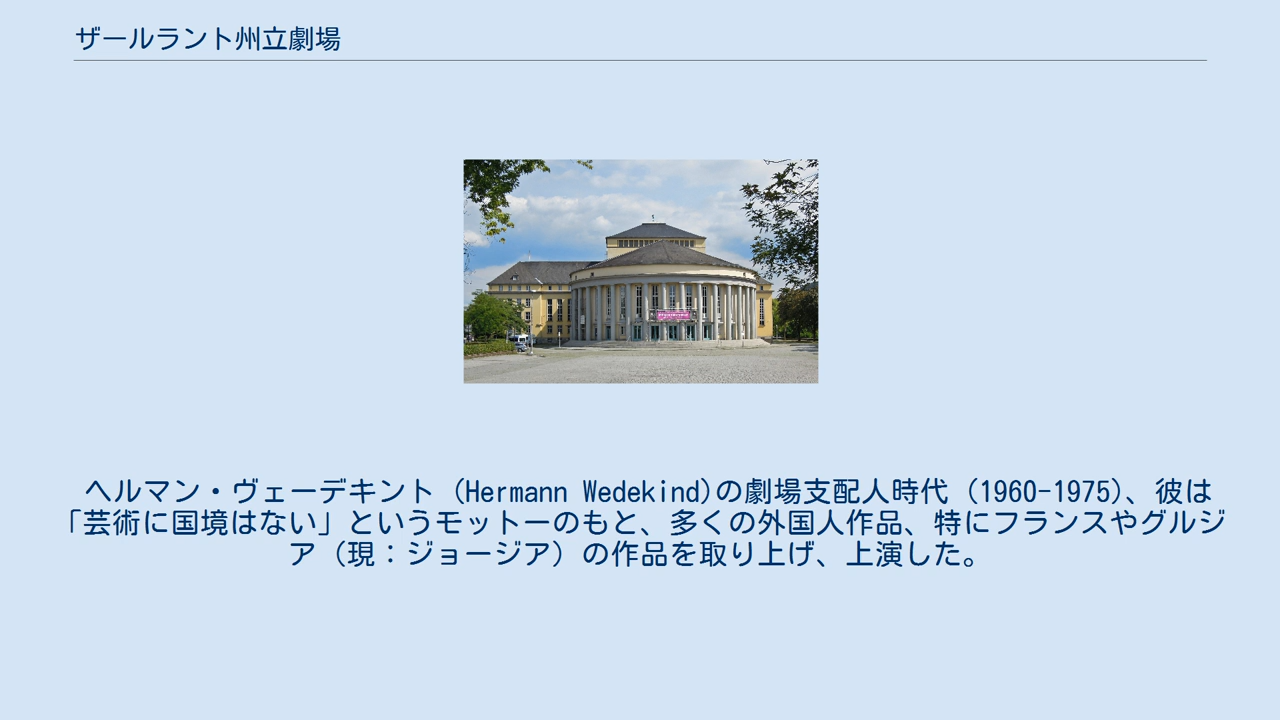 ザールラント州立劇場
ヘルマン・ヴェーデキント（Hermann Wedekind)の劇場支配人時代（1960-1975)、彼は
「芸術に国境はない」というモットーのもと、多くの外国人作品、特にフランスやグルジ
ア（現：ジョージア）の作品を取り上げ、上演した。